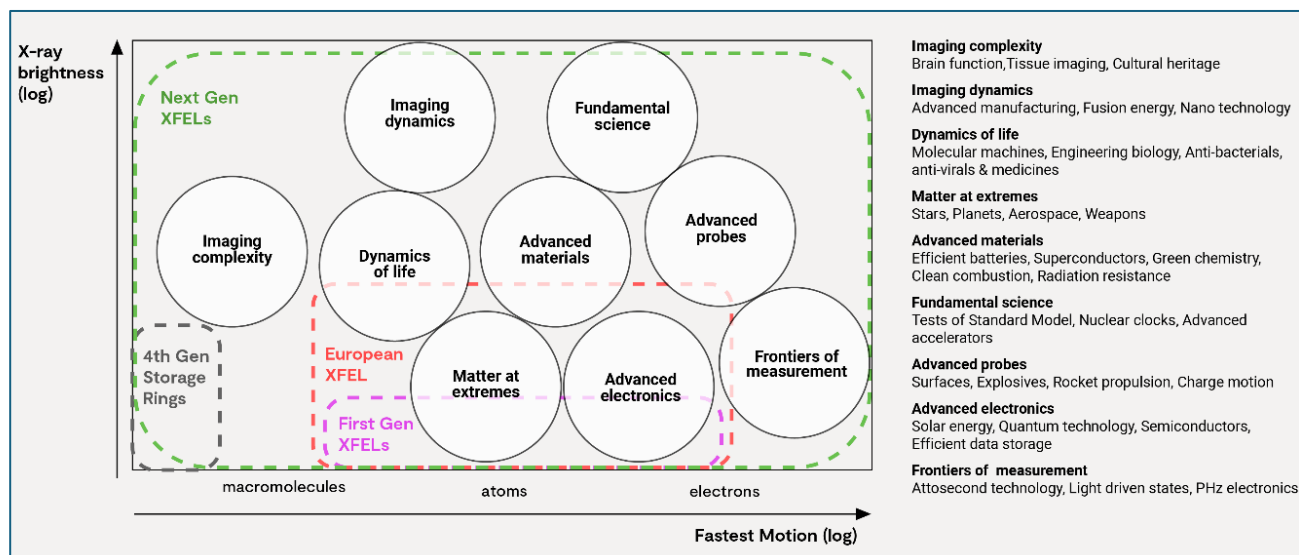 X-ray
brightness
(log)
Next Gen
XFELs
Imaging
dynamics
Fundamental
science
Imaging
complexity
Dynamics
of life
Advanced
materials
Advanced
probes
4th Gen
Storage
Rings
European
XFEL
First Gen
XFELs
Matter at
extremes
Advanced
electronics
Frontiers of
measurement
macromolecules
atoms
electrons
Fastest Motion (log)
Imaging complexity
Brain function,Tissue imaging, Cultural heritage
Imaging dynamics
Advanced manufacturing, Fusion energy, Nano technology
Dynamics of life
Molecular machines, Engineering biology, Anti-bacterials,
anti-virals & medicines
Matter at extremes
Stars, Planets, Aerospace, Weapons
Advanced materials
Efficient batteries, Superconductors, Green chemistry,
Clean combustion, Radiation resistance
Fundamental science
Tests of Standard Model, Nuclear clocks, Advanced
accelerators
Advanced probes
Surfaces, Explosives, Rocket propulsion, Charge motion
Advanced electronics
Solar energy, Quantum technology, Semiconductors,
Efficient data storage
Frontiers of measurement
Attosecond technology, Light driven states, PHz electronics